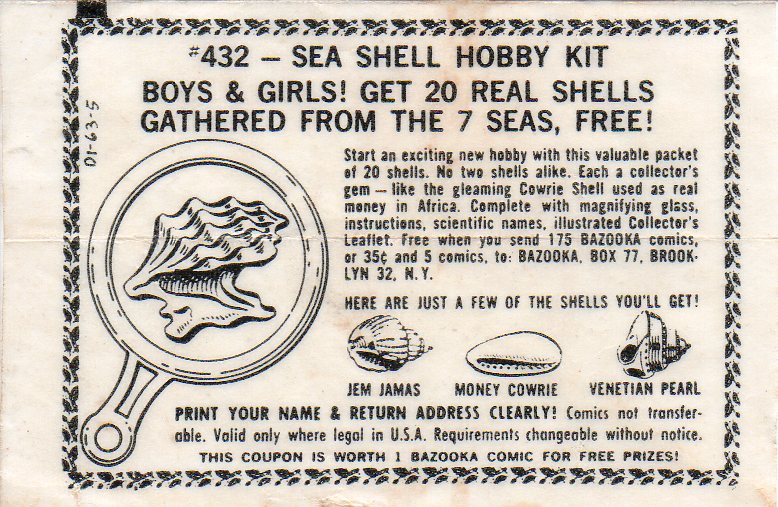 #432 – SEA SHELL HOBBY KIT
BOYS & GIRLS! GET 20 REAL SHELLS
GATHERED FROM THE 7 SEAS, FREE!
D1-63-5
Start an exciting new hobby with this valuable packet
of 20 shells. No two shells alike. Each a collector's
gem – like the gleaming Cowrie Shell used as real
money in Africa. Complete with magnifying glass,
instructions, scientific names, illustrated Collector's
Leaflet. Free when you send 175 BAZOOKA comics,
or 35¢ and 5 comics, to: BAZOOKA, BOX 77, BROOK-
LYN 32, N.Y.
HERE ARE JUST A FEW OF THE SHELLS YOU'LL GET!
JEM JAMAS MONEY COWRIE VENETIAN PEARL
PRINT YOUR NAME & RETURN ADDRESS CLEARLY! Comics not transfer-
able. Valid only where legal in U.S.A. Requirements changeable without notice.
THIS COUPON IS WORTH 1 BAZOOKA COMIC FOR FREE PRIZES!